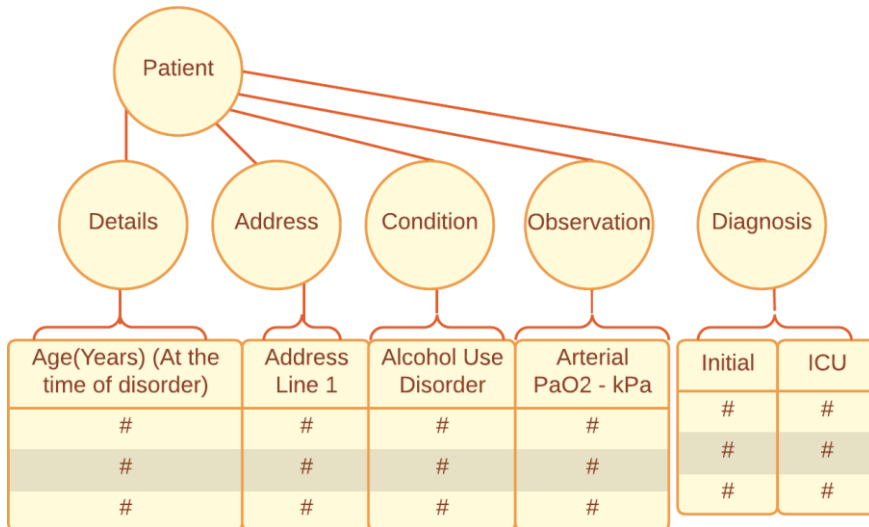 Patient
Details
Address
Condition
Observation
Diagnosis
Age(Years) (At the
time of disorder)
Address
Line 1
Alcohol Use
Disorder
Arterial
PaO2 - kPa
Initial
ICU
# # # # # #
# # # # # #
# # # # # #